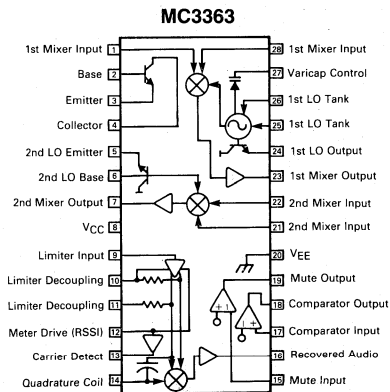 MC3363
1st Mixer Input 1
28 1st Mixer Input
Base 2
27 Varicap Control
Emitter 3
26 1st LO Tank
Collector 4
25 1st LO Tank
2nd LO Emitter 5
24 1st LO Output
2nd LO Base 6
23 1st Mixer Output
2nd Mixer Output 7
22 2nd Mixer Input
VCC 8
21 2nd Mixer Input
Limiter Input 9
20 VEE
Limiter Decoupling 10
19 Mute Output
Limiter Decoupling 11
18 Comparator Output
Meter Drive (RSSI) 12
17 Comparator Input
Carrier Detect 13
16 Recovered Audio
Quadrature Coil 14
15 Mute Input